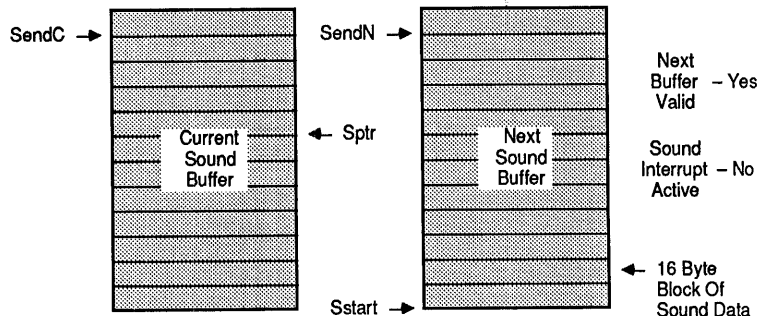 SendC
SendN
Next
Buffer – Yes
Valid
Current
Sound
Buffer
Sptr
Next
Sound
Buffer
Sound
Interrupt – No
Active
16 Byte
Block Of
Sound Data
Sstart